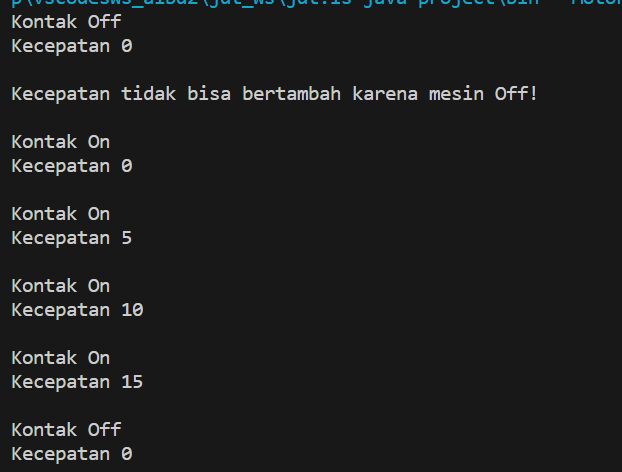 Kontak Off
Kecepatan 0
Kecepatan tidak bisa bertambah karena mesin Off!
Kontak On
Kecepatan 0
Kontak On
Kecepatan 5
Kontak On
Kecepatan 10
Kontak On
Kecepatan 15
Kontak Off
Kecepatan 0